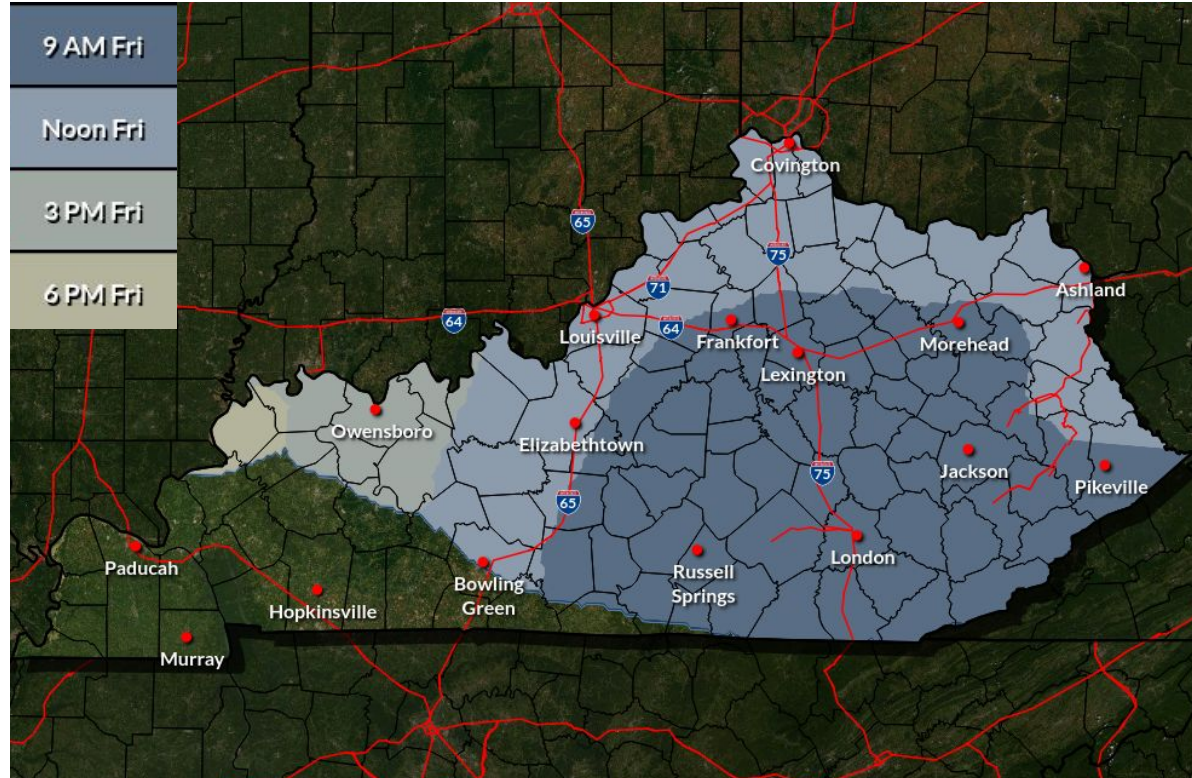 9 AM Fri
Noon Fri
3 PM Fri
6 PM Fri
Covington
65
75
71
Ashland
64
Louisville
64
Frankfort
Morehead
Lexington
Owensboro
Elizabethtown
Jackson
75
Pikeville
65
Paducah
London
Bowling
Green
Russell
Springs
Hopkinsville
Murray